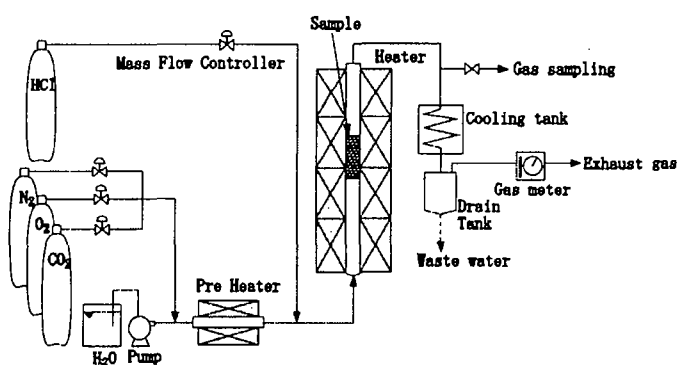 Sample
Mass Flow Controller
Heater
Gas sampling
HCl
Cooling tank
Exhaust gas
Gas meter
N2
O2
CO2
Drain
Tank
Waste water
Pre Heater
H2O
Pump